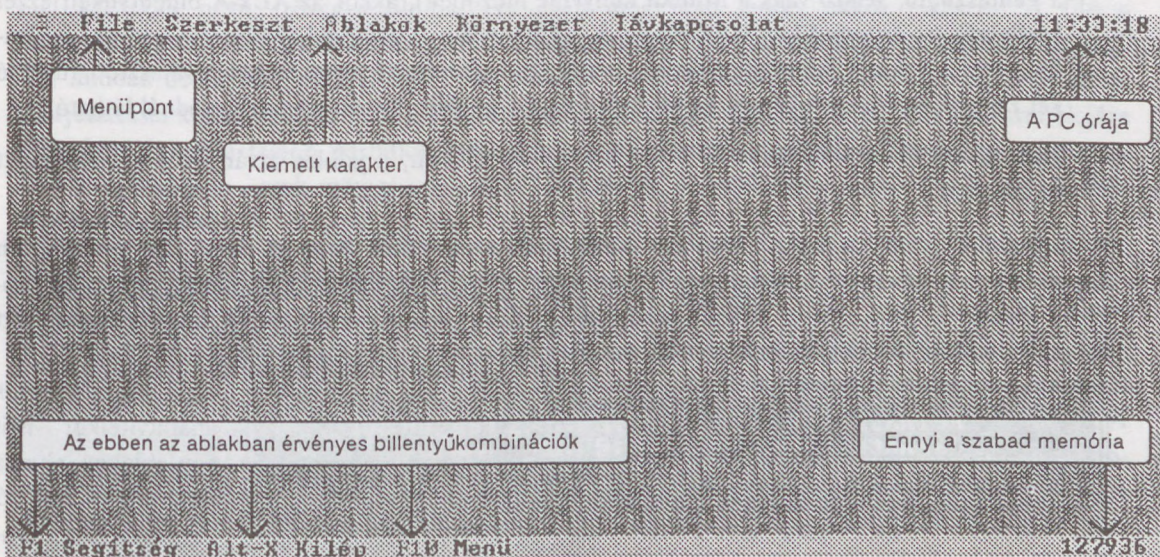 ≡ File Szerkeszt Ablakok Környezet Távkapcsolat 11:33:18
Menüpont
A PC órája
Kiemelt karakter
Az ebben az ablakban érvényes billentyűkombinációk
Ennyi a szabad memória
F1 Segítség Alt-X Kilép F10 Menü 127936